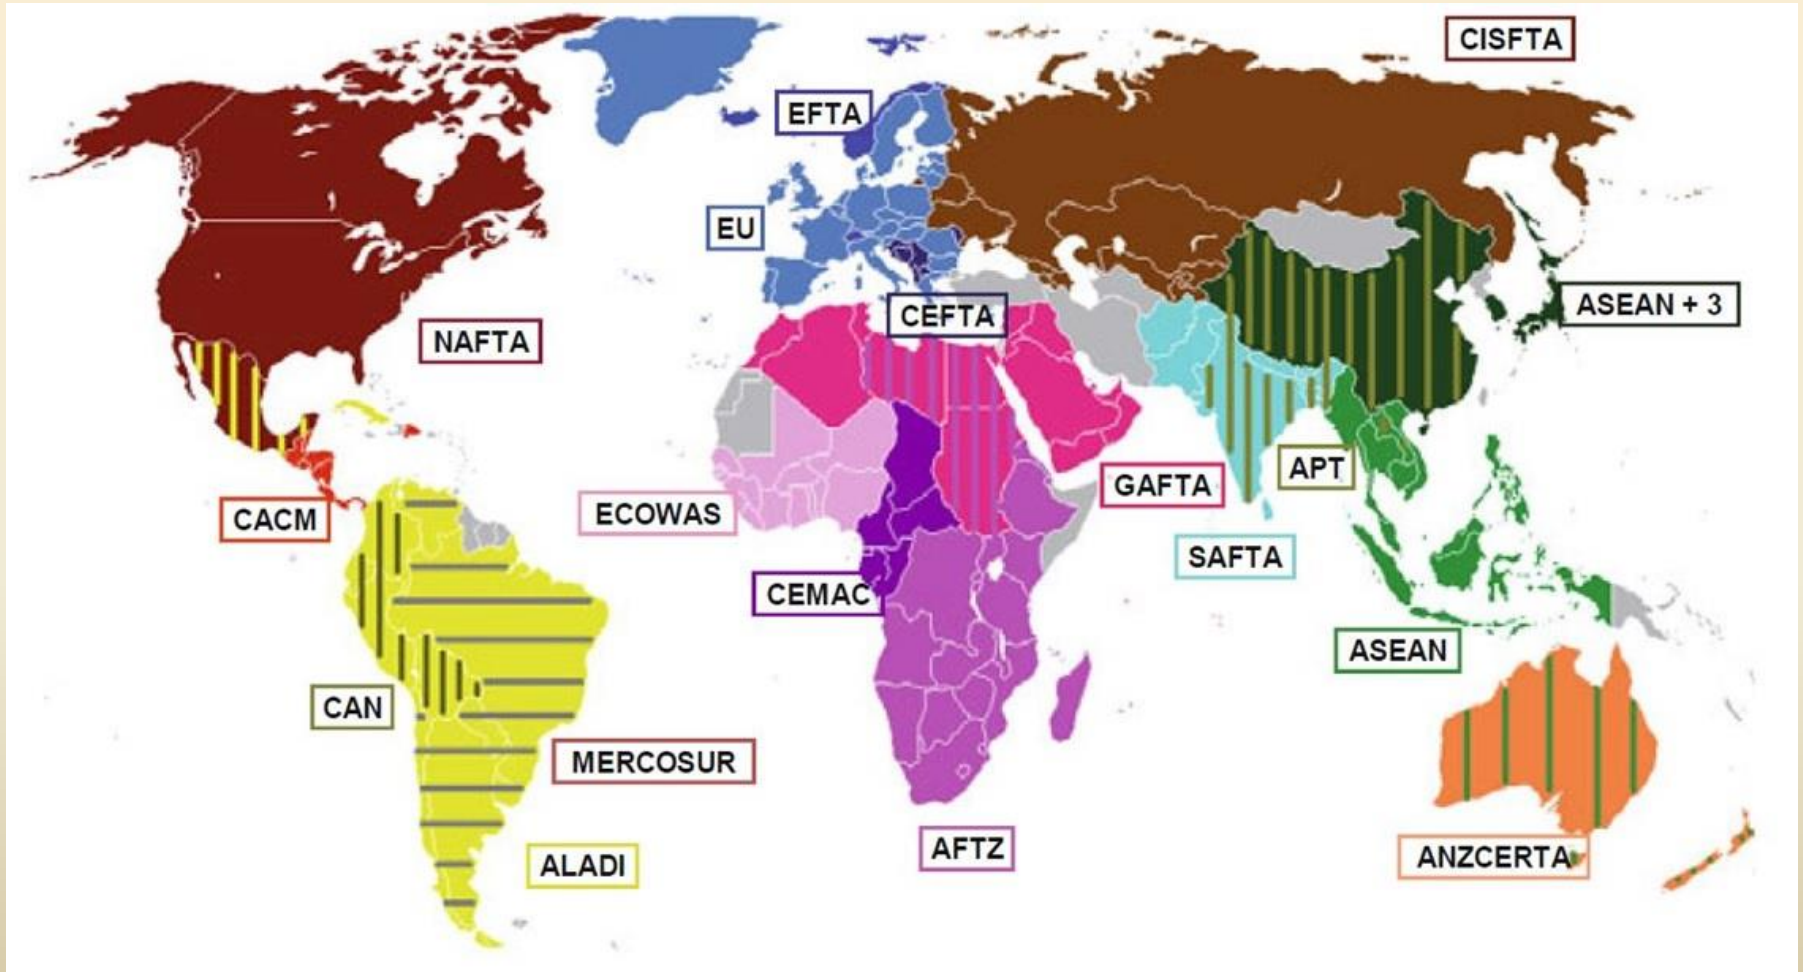 CISFTA
EFTA
EU
ASEAN + 3
CEFTA
NAFTA
APT
GAFTA
CACM
ECOWAS
SAFTA
CEMAC
ASEAN
CAN
MERCOSUR
AFTZ
ANZCERTA
ALADI